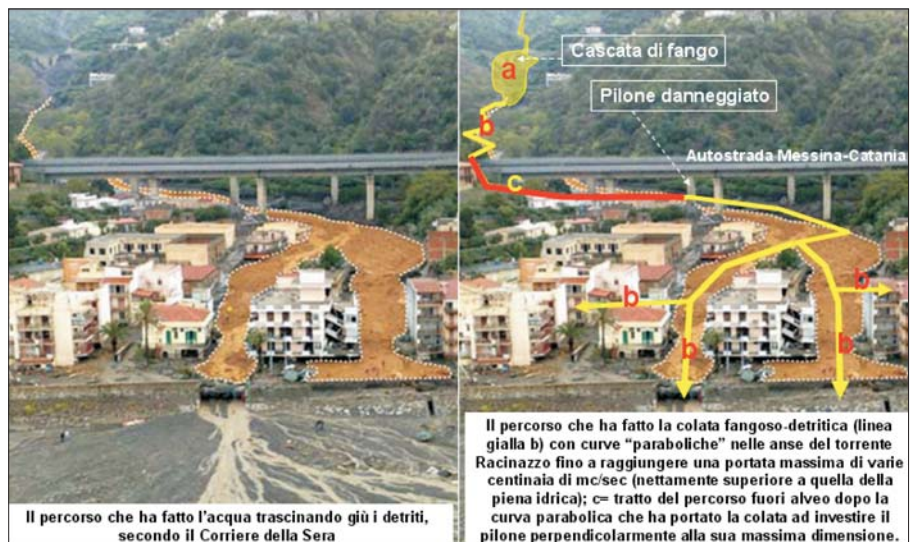 Il percorso che ha fatto l'acqua trascinando giù i detriti,
secondo il Corriere della Sera
Cascata di fango
a
Pilone danneggiato
b
Autostrada Messina-Catania
c
b
b
b
b
Il percorso che ha fatto la colata fangoso-detritica (linea
gialla b) con curve "paraboliche" nelle anse del torrente
Racinazzo fino a raggiungere una portata massima di varie
centinaia di mc/sec (nettamente superiore a quella della
piena idrica); c= tratto del percorso fuori alveo dopo la
curva parabolica che ha portato la colata ad investire il
pilone perpendicolarmente alla sua massima dimensione.